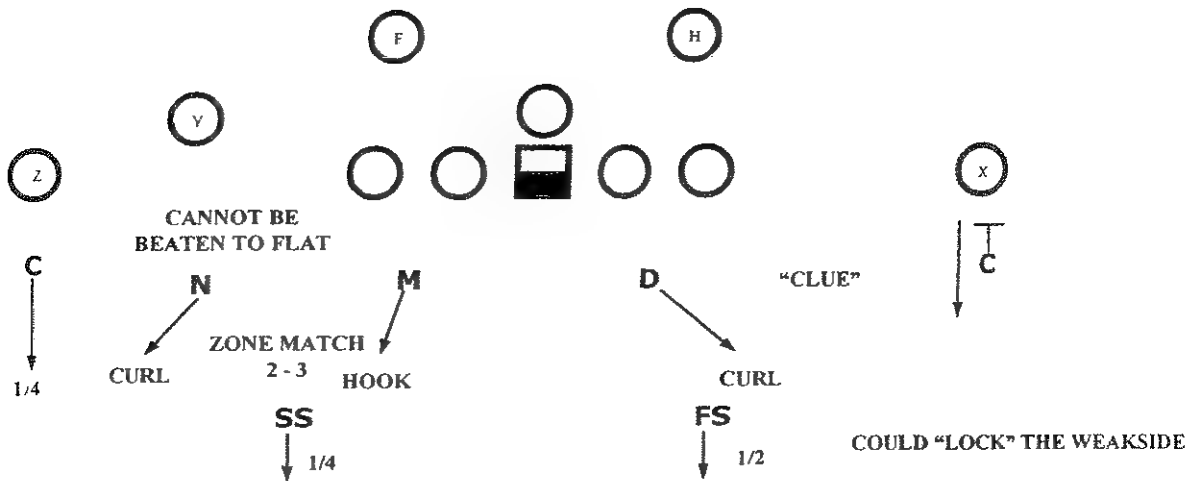 F
H
Y
Z
X
CANNOT BE
BEATEN TO FLAT
C
N
M
D
"CLUE"
C
ZONE MATCH
2 - 3
1/4
CURL
HOOK
CURL
SS
FS
COULD "LOCK" THE WEAKSIDE
1/4
1/2